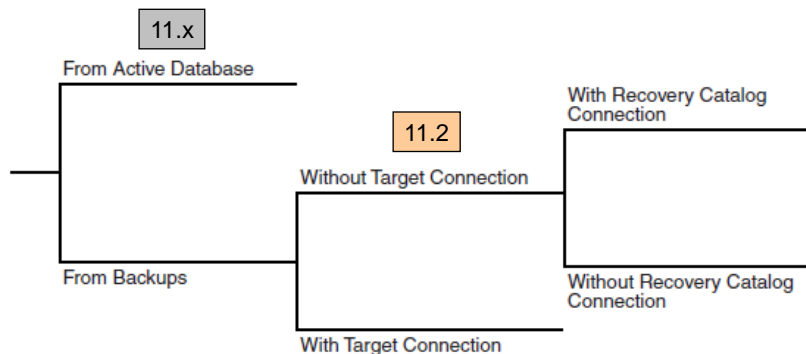 11.x
From Active Database
With Recovery Catalog
Connection
11.2
Without Target Connection
From Backups
Without Recovery Catalog
Connection
With Target Connection